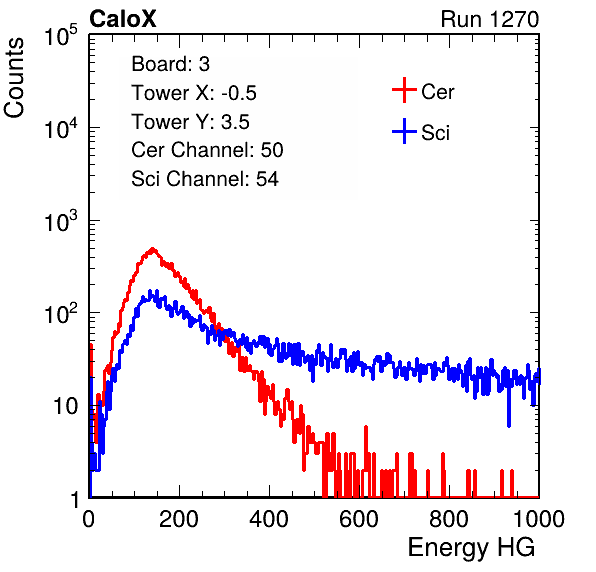 CaloX Run 1270
Counts
Board: 3
Tower X: -0.5
Tower Y: 3.5
Cer Channel: 50
Sci Channel: 54
Cer
Sci
10^5
10^4
10^3
10^2
10
1
0 200 400 600 800 1000
Energy HG